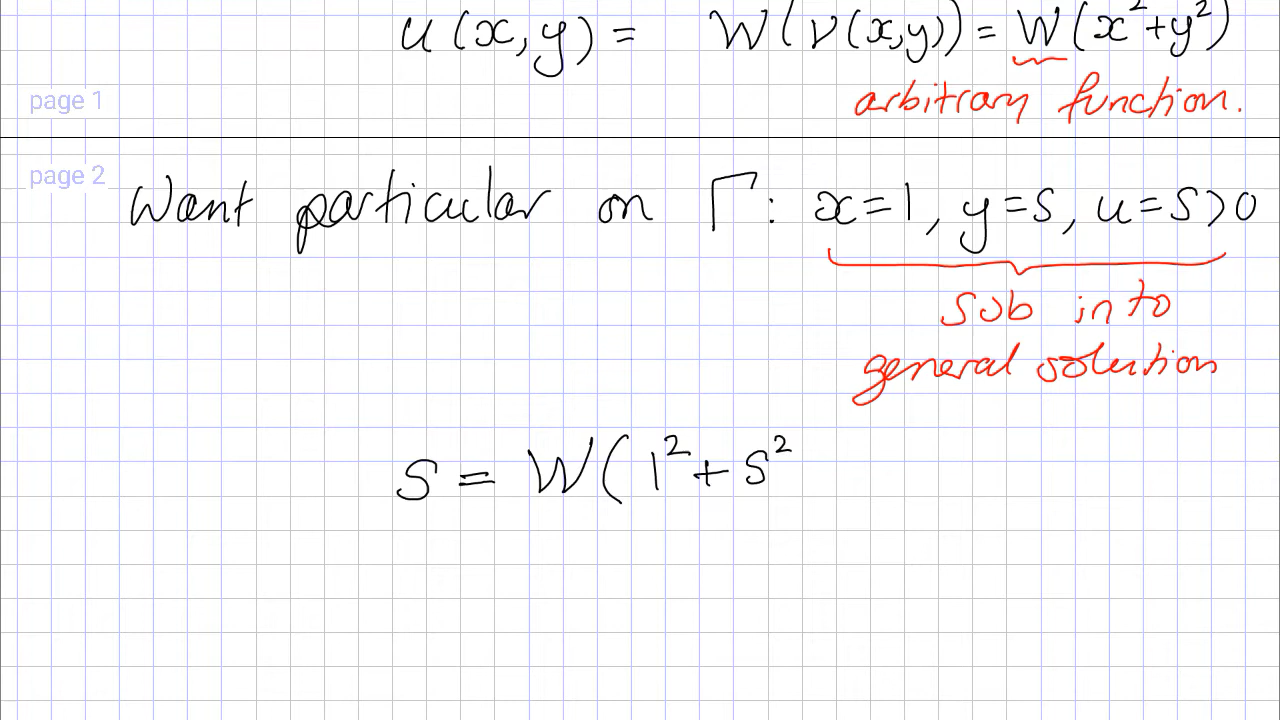 u(x,y) = W(v(x,y)) = W(x²+y²)
page 1
arbitrary function.
page 2
Want particular on Γ: x=1, y=s, u=s>0
sub into
general solution
s = W(1²+s²